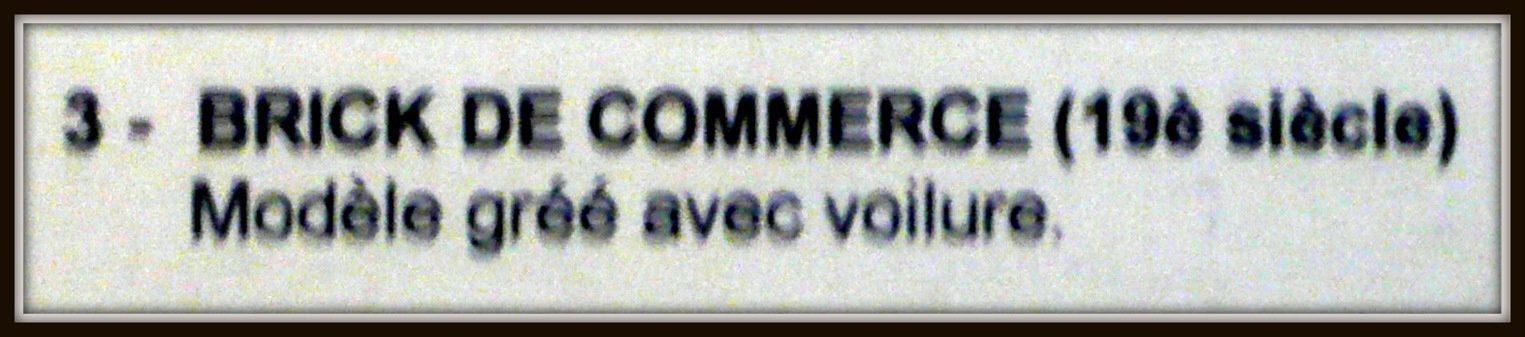 3 - BRICK DE COMMERCE (19è siècle)
Modèle gréé avec voilure.